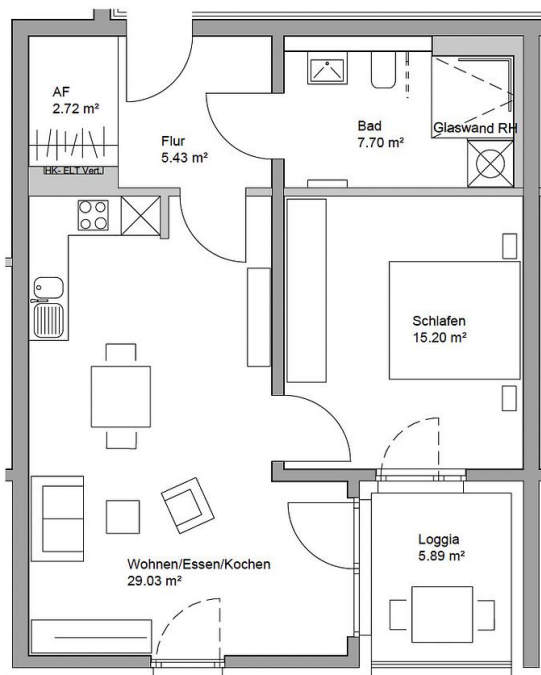 AF
2.72 m²
HK- ELT Vert.
Flur
5.43 m²
Bad
7.70 m²
Glaswand RH
Schlafen
15.20 m²
Wohnen/Essen/Kochen
29.03 m²
Loggia
5.89 m²